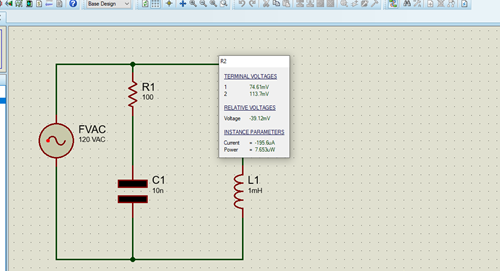 Base Design
R1
100
FVAC
120 VAC
C1
10n
R2
TERMINAL VOLTAGES
1 74.61mV
2 113.7mV
RELATIVE VOLTAGES
Voltage -39.12mV
INSTANCE PARAMETERS
Current = -195.6uA
Power = 7.653uW
L1
1mH